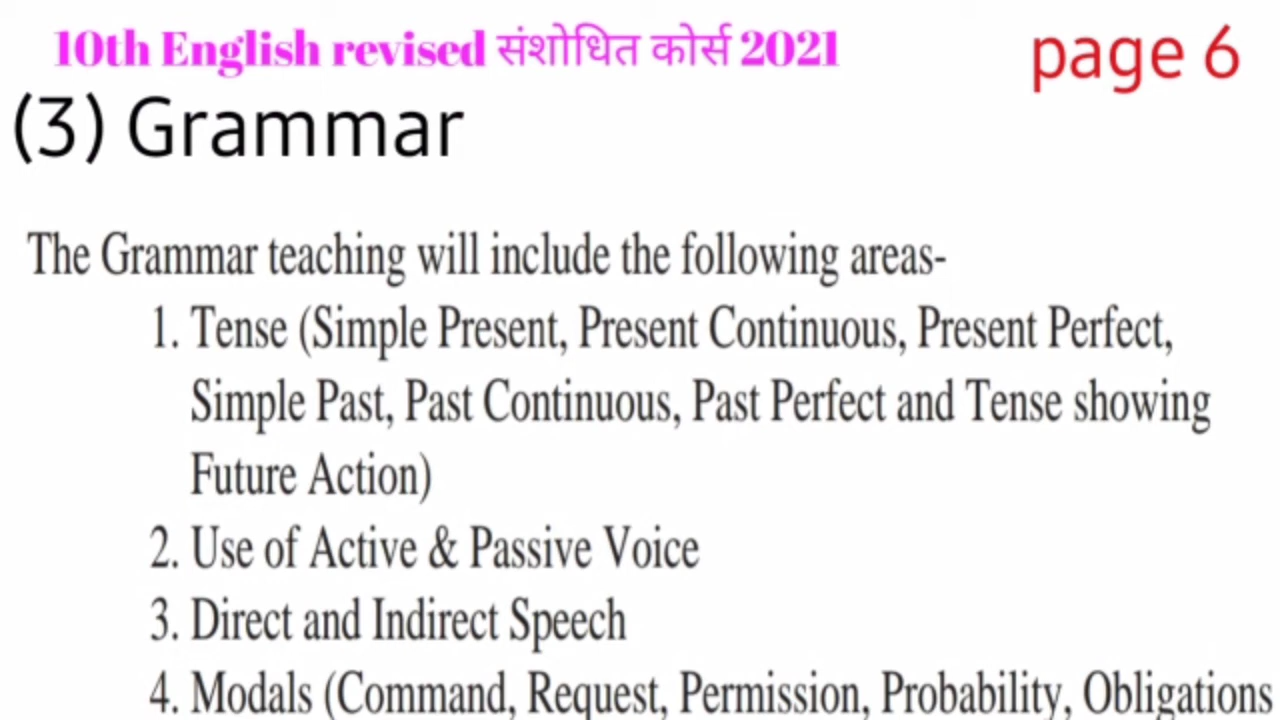 10th English revised संशोधित कोर्स 2021
page 6
(3) Grammar
The Grammar teaching will include the following areas-
1. Tense (Simple Present, Present Continuous, Present Perfect,
Simple Past, Past Continuous, Past Perfect and Tense showing
Future Action)
2. Use of Active & Passive Voice
3. Direct and Indirect Speech
4. Modals (Command, Request, Permission, Probability, Obligations